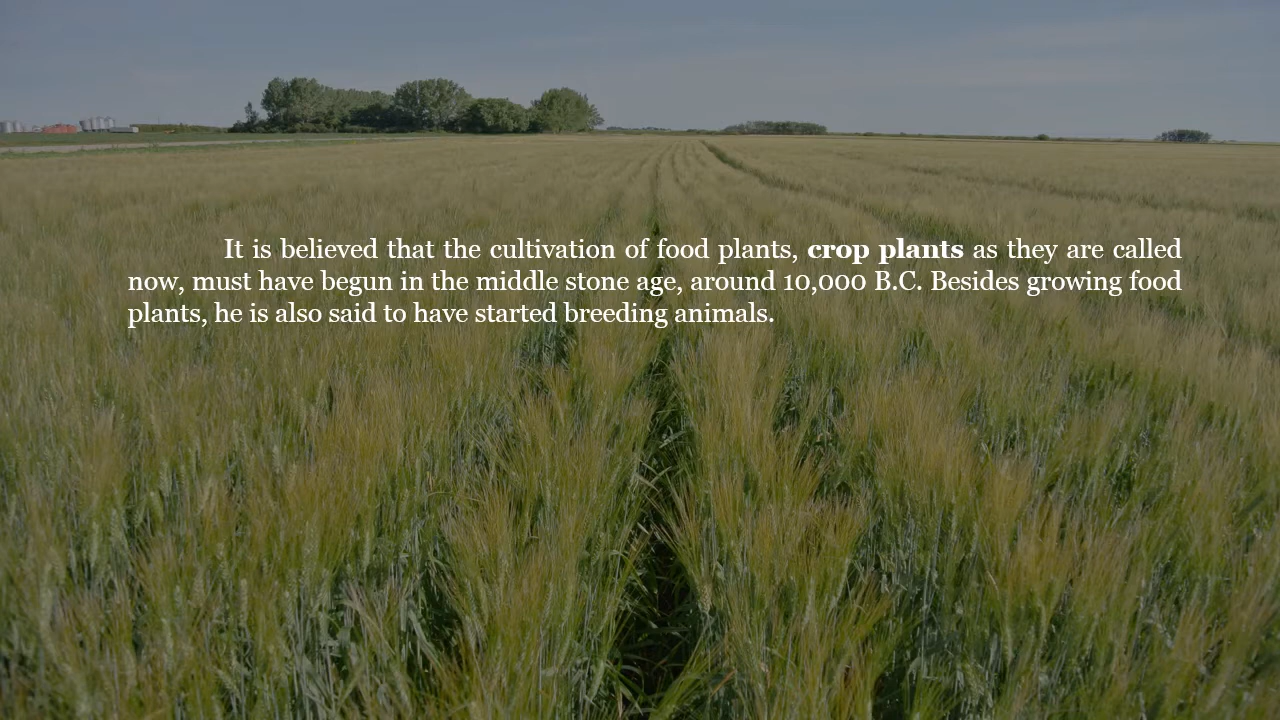 It is believed that the cultivation of food plants, crop plants as they are called
now, must have begun in the middle stone age, around 10,000 B.C. Besides growing food
plants, he is also said to have started breeding animals.